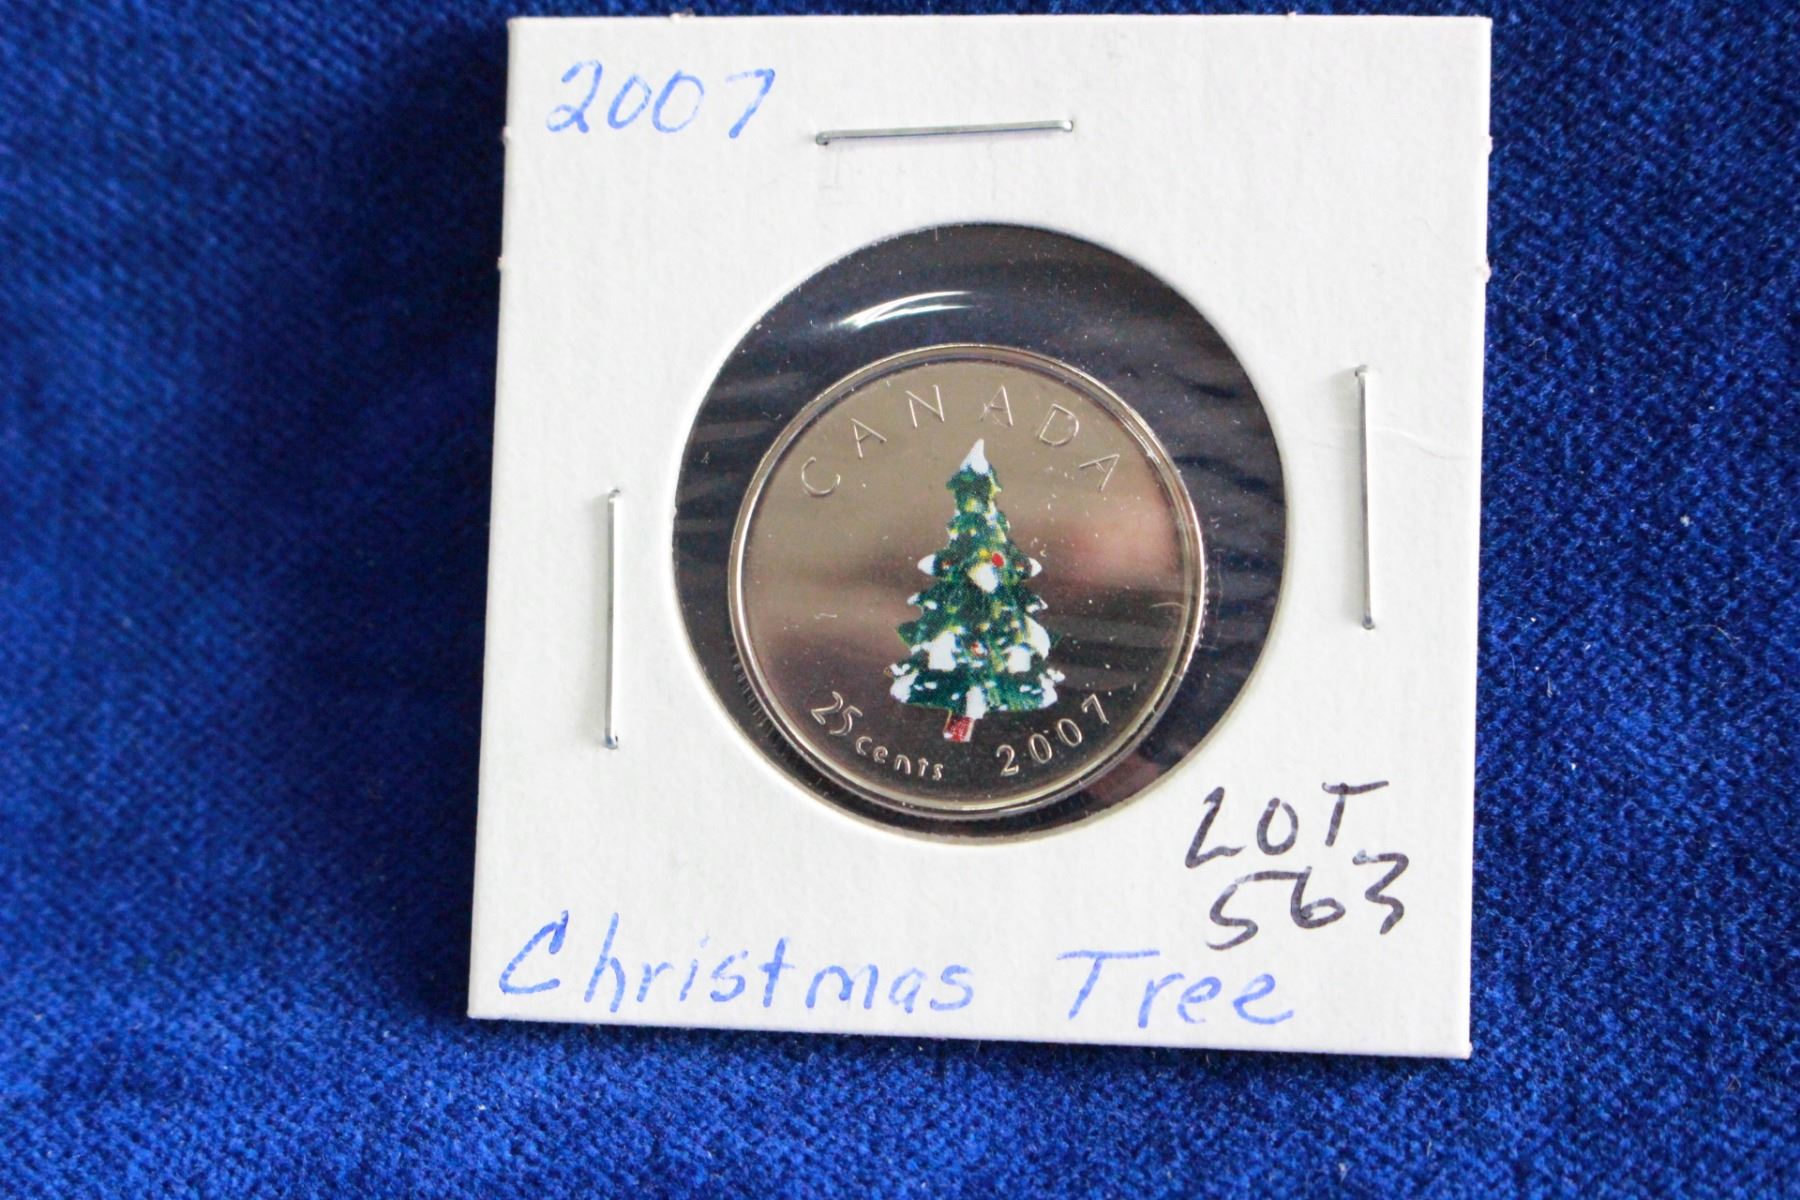 2007
CANADA
25 cents 2007
LOT
563
Christmas Tree